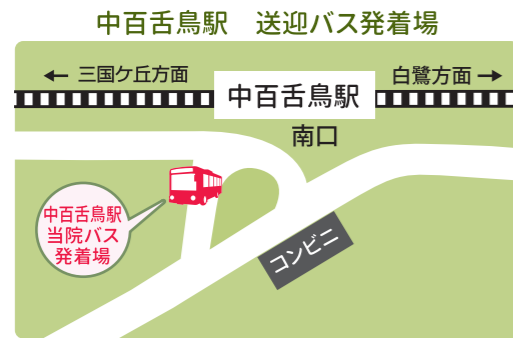 中百舌鳥駅　送迎バス発着場
← 三国ケ丘方面
白鷺方面 →
中百舌鳥駅
南口
中百舌鳥駅
当院バス
発着場
コンビニ